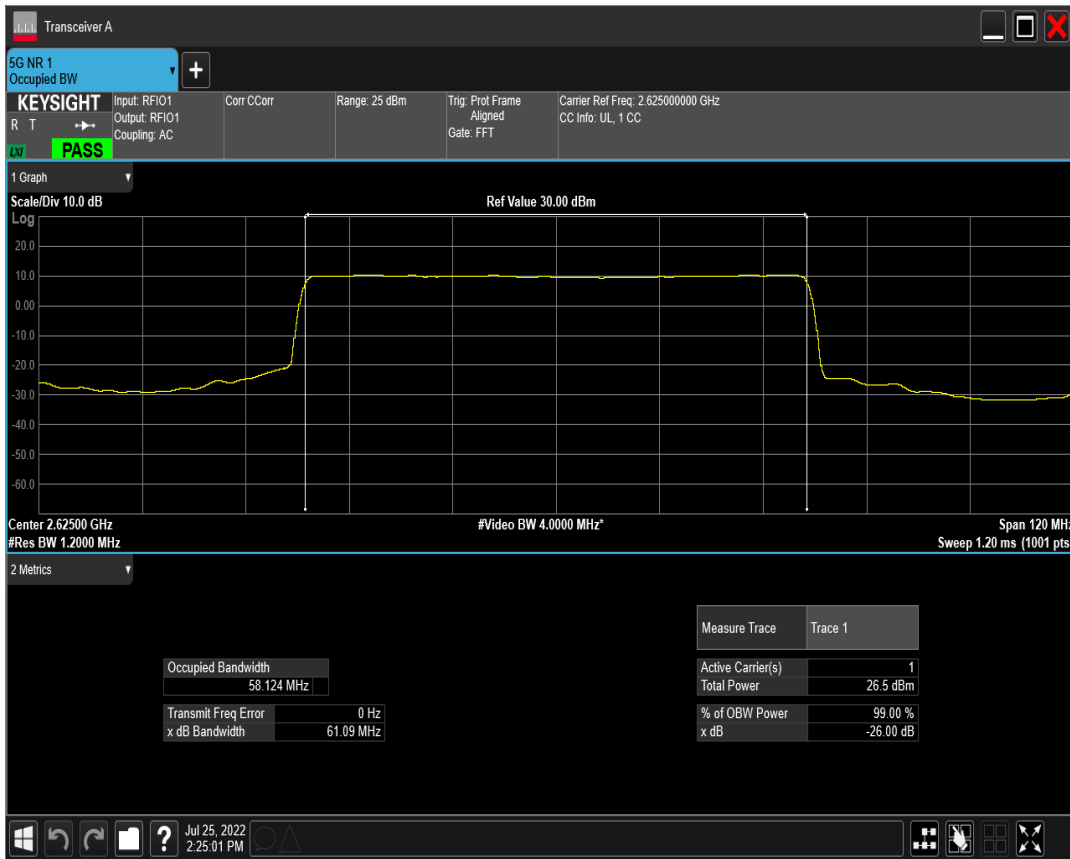 Transceiver A
5G NR 1
Occupied BW
KEYSIGHT
R T
LXI
PASS
Input: RFIO1
Output: RFIO1
Coupling: AC
Corr CCorr
Range: 25 dBm
Trig: Prot Frame
Aligned
Gate: FFT
Carrier Ref Freq: 2.625000000 GHz
CC Info: UL, 1 CC
1 Graph
Scale/Div 10.0 dB
Ref Value 30.00 dBm
Log
20.0
10.0
0.00
-10.0
-20.0
-30.0
-40.0
-50.0
-60.0
Center 2.62500 GHz
#Video BW 4.0000 MHz*
Span 120 MHz
#Res BW 1.2000 MHz
Sweep 1.20 ms (1001 pts
2 Metrics
Measure Trace Trace 1
Occupied Bandwidth
58.124 MHz
Active Carrier(s) 1
Total Power 26.5 dBm
Transmit Freq Error 0 Hz
x dB Bandwidth 61.09 MHz
% of OBW Power 99.00 %
x dB -26.00 dB
?
Jul 25, 2022
2:25:01 PM